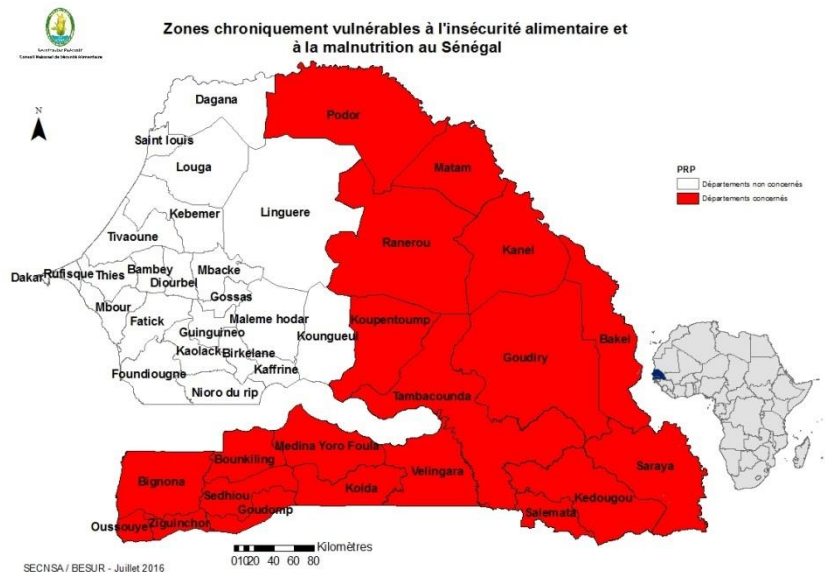 Zones chroniquement vulnérables à l'insécurité alimentaire et
à la malnutrition au Sénégal
Secrétariat Exécutif
Conseil National de Sécurité Alimentaire
N
Dagana
Podor
Saint louis
Louga
Matam
Linguere
Kebemer
Tivaoune
Ranerou
Kanel
Dakar
Rufisque
Thies
Bambey
Diourbel
Mbacke
Gossas
Mbour
Fatick
Guinguineo
Maleme hodar
Koungueul
Koupentoump
Bakel
Goudiry
Kaolack
Birkelane
Kaffrine
Foundiougne
Nioro du rip
Tambacounda
Medina Yoro Foula
Bounkiling
Velingara
Saraya
Bignona
Kolda
Sedhiou
Goudomp
Kedougou
Salemata
Oussouye
Ziguinchor
PRP
Départements non concernés
Départements concernés
01020 40 60 80
Kilomètres
SECNSA / BESUR - Juillet 2016